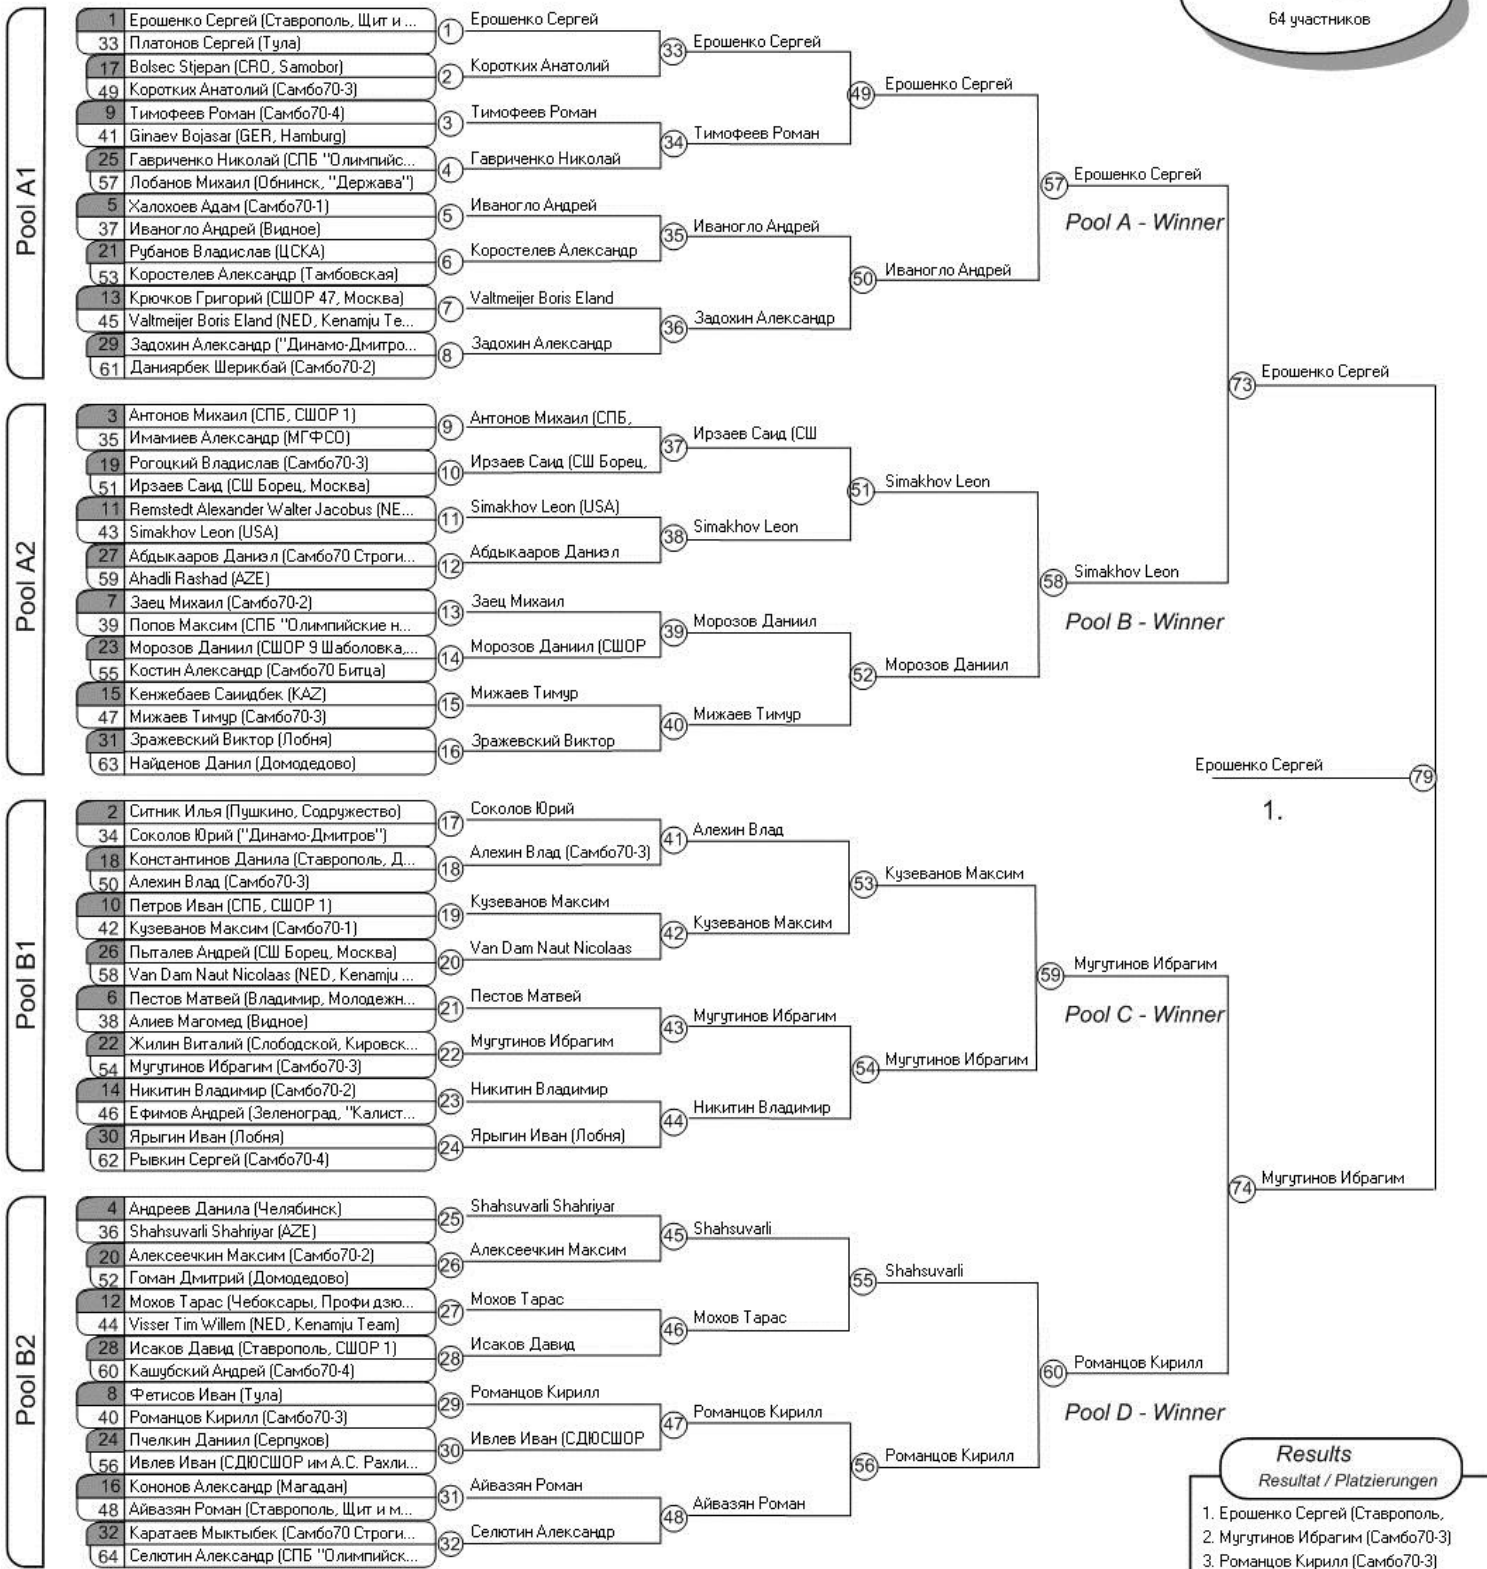 64 участников
Pool A1
1 Ерошенко Сергей (Ставрополь, Щит и ...
33 Платонов Сергей (Тула)
17 Bolsec Stjepan (CRO, Samobor)
49 Коротких Анатолий (Самбо70-3)
9 Тимофеев Роман (Самбо70-4)
41 Ginaev Bojasar (GER, Hamburg)
25 Гавриченко Николай (СПБ "Олимпийс...
57 Лобанов Михаил (Обнинск, "Держава")
5 Халохоев Адам (Самбо70-1)
37 Иваногло Андрей (Видное)
21 Рубанов Владислав (ЦСКА)
53 Коростелев Александр (Тамбовская)
13 Крючков Григорий (СШОР 47, Москва)
45 Valtmeijer Boris Eland (NED, Kenamju Te...
29 Задохин Александр ("Динамо-Дмитро...
61 Даниярбек Шерикбай (Самбо70-2)
1 Ерошенко Сергей
2 Коротких Анатолий
3 Тимофеев Роман
4 Гавриченко Николай
5 Иваногло Андрей
6 Коростелев Александр
7 Valtmeijer Boris Eland
8 Задохин Александр
33 Ерошенко Сергей
34 Тимофеев Роман
35 Иваногло Андрей
36 Задохин Александр
49 Ерошенко Сергей
50 Иваногло Андрей
57 Ерошенко Сергей
Pool A - Winner
Pool A2
3 Антонов Михаил (СПБ, СШОР 1)
35 Имамиев Александр (МГФСО)
19 Рогоцкий Владислав (Самбо70-3)
51 Ирзаев Саид (СШ Борец, Москва)
11 Remstedt Alexander Walter Jacobus (NE...
43 Simakhov Leon (USA)
27 Абдыкааров Даниэл (Самбо70 Строги...
59 Ahadli Rashad (AZE)
7 Заец Михаил (Самбо70-2)
39 Попов Максим (СПБ "Олимпийские н...
23 Морозов Даниил (СШОР 9 Шаболовка,...
55 Костин Александр (Самбо70 Битца)
15 Кенжебаев Саиидбек (KAZ)
47 Мижаев Тимур (Самбо70-3)
31 Зражевский Виктор (Лобня)
63 Найденов Данил (Домодедово)
9 Антонов Михаил (СПБ,
10 Ирзаев Саид (СШ Борец,
11 Simakhov Leon (USA)
12 Абдыкааров Даниэл
13 Заец Михаил
14 Морозов Даниил (СШОР
15 Мижаев Тимур
16 Зражевский Виктор
37 Ирзаев Саид (СШ
38 Simakhov Leon
39 Морозов Даниил
40 Мижаев Тимур
51 Simakhov Leon
52 Морозов Даниил
58 Simakhov Leon
Pool B - Winner
73 Ерошенко Сергей
Ерошенко Сергей 79
1.
Pool B1
2 Ситник Илья (Пушкино, Содружество)
34 Соколов Юрий ("Динамо-Дмитров")
18 Константинов Данила (Ставрополь, Д...
50 Алехин Влад (Самбо70-3)
10 Петров Иван (СПБ, СШОР 1)
42 Кузеванов Максим (Самбо70-1)
26 Пыталев Андрей (СШ Борец, Москва)
58 Van Dam Naut Nicolaas (NED, Kenamju ...
6 Пестов Матвей (Владимир, Молодежн...
38 Алиев Магомед (Видное)
22 Жилин Виталий (Слободской, Кировск...
54 Мугутинов Ибрагим (Самбо70-3)
14 Никитин Владимир (Самбо70-2)
46 Ефимов Андрей (Зеленоград, "Калист...
30 Ярыгин Иван (Лобня)
62 Рывкин Сергей (Самбо70-4)
17 Соколов Юрий
18 Алехин Влад (Самбо70-3)
19 Кузеванов Максим
20 Van Dam Naut Nicolaas
21 Пестов Матвей
22 Мугутинов Ибрагим
23 Никитин Владимир
24 Ярыгин Иван (Лобня)
41 Алехин Влад
42 Кузеванов Максим
43 Мугутинов Ибрагим
44 Никитин Владимир
53 Кузеванов Максим
54 Мугутинов Ибрагим
59 Мугутинов Ибрагим
Pool C - Winner
Pool B2
4 Андреев Данила (Челябинск)
36 Shahsuvarli Shahriyar (AZE)
20 Алексеечкин Максим (Самбо70-2)
52 Гоман Дмитрий (Домодедово)
12 Мохов Тарас (Чебоксары, Профи дзю...
44 Visser Tim Willem (NED, Kenamju Team)
28 Исаков Давид (Ставрополь, СШОР 1)
60 Кашубский Андрей (Самбо70-4)
8 Фетисов Иван (Тула)
40 Романцов Кирилл (Самбо70-3)
24 Пчелкин Даниил (Серпухов)
56 Ивлев Иван (СДЮСШОР им А.С. Рахли...
16 Кононов Александр (Магадан)
48 Айвазян Роман (Ставрополь, Щит и м...
32 Каратаев Мыктыбек (Самбо70 Строги...
64 Селютин Александр (СПБ "Олимпийск...
25 Shahsuvarli Shahriyar
26 Алексеечкин Максим
27 Мохов Тарас
28 Исаков Давид
29 Романцов Кирилл
30 Ивлев Иван (СДЮСШОР
31 Айвазян Роман
32 Селютин Александр
45 Shahsuvarli
46 Мохов Тарас
47 Романцов Кирилл
48 Айвазян Роман
55 Shahsuvarli
56 Романцов Кирилл
60 Романцов Кирилл
Pool D - Winner
74 Мугутинов Ибрагим
Results
Resultat / Platzierungen
1. Ерошенко Сергей (Ставрополь,
2. Мугутинов Ибрагим (Самбо70-3)
3. Романцов Кирилл (Самбо70-3)